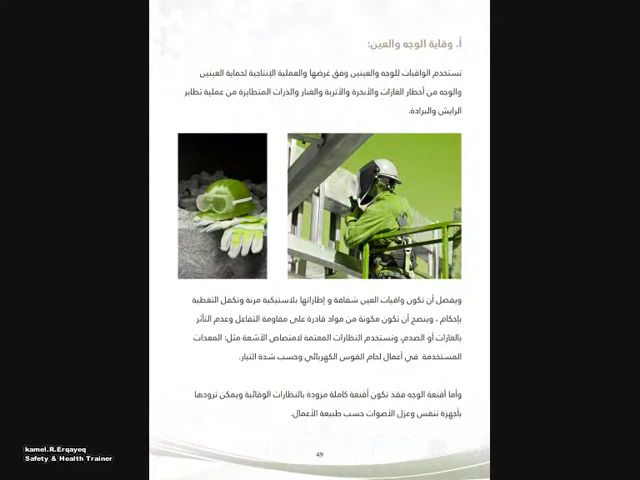 أ. وقاية الوجه والعين:
تستخدم الواقيات للوجه والعينين وفق غرضها والعملية الإنتاجية لحماية العينين
والوجه من أخطار الغازات والأبخرة والأتربة والغبار والذرات المتطايرة من عملية تطاير
الرايش والبرادة.
ويفضل أن تكون واقيات العين شفافة و إطاراتها بلاستيكية مرنة وتكفل التغطية
بإحكام ، وينصح أن تكون مكونة من مواد قادرة على مقاومة التفاعل وعدم التأثر
بالغازات أو الصدم، وتستخدم النظارات المعتمة لامتصاص الأشعة مثل: المعدات
المستخدمة في أعمال لحام القوس الكهربائي وحسب شدة التيار.
وأما أقنعة الوجه فقد تكون أقنعة كاملة مزودة بالنظارات الوقائية ويمكن تزودها
بأجهزة تنفس وعزل الأصوات حسب طبيعة الأعمال.
49
kamel.R.Erqayeq
Safety & Health Trainer